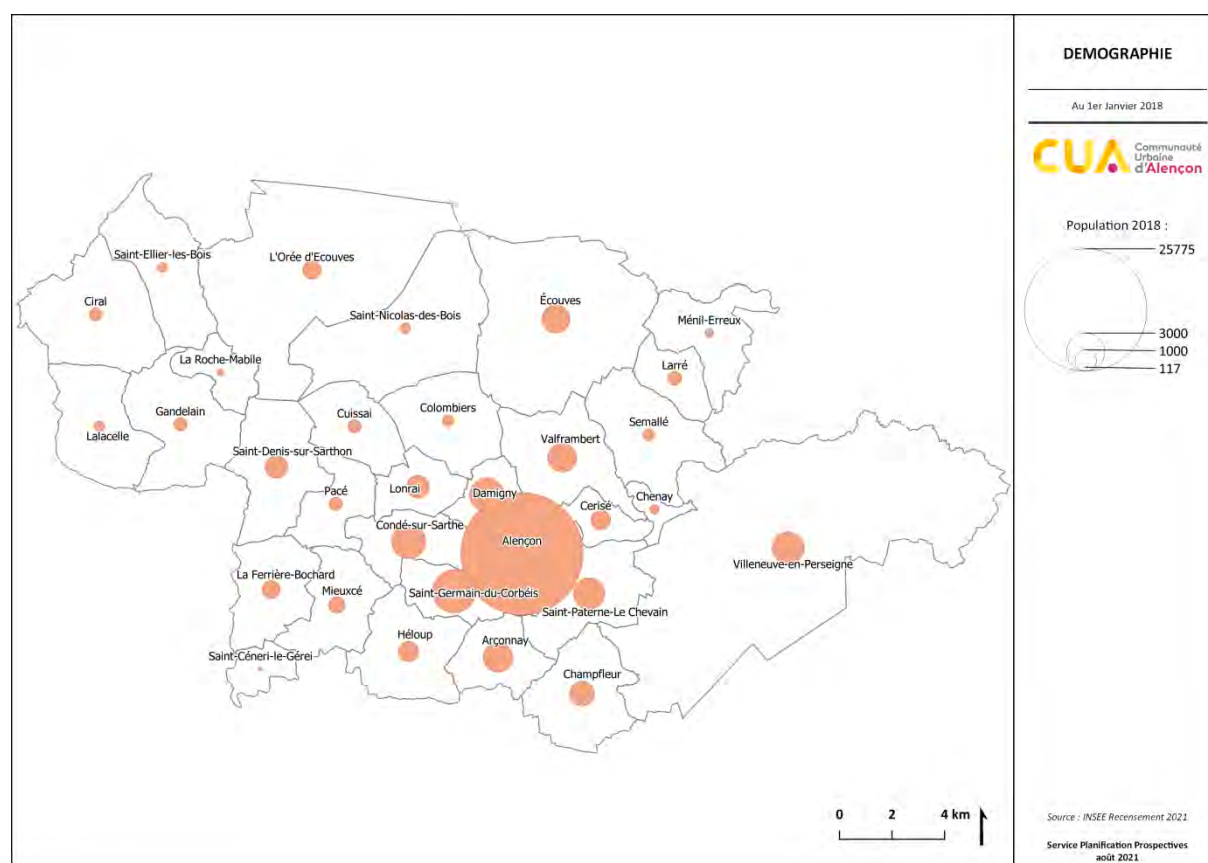 DEMOGRAPHIE
Au 1er Janvier 2018
CUA
Communauté
Urbaine
d'Alençon
Population 2018 :
25775
3000
1000
117
Saint-Ellier-les-Bois
L'Orée d'Ecouves
Ciral
Écouves
Saint-Nicolas-des-Bois
Ménil-Erreux
La Roche-Mabile
Larré
Gandelain
Cuissai
Colombiers
Semallé
Lalacelle
Valframbert
Saint-Denis-sur-Sarthon
Pacé
Lonrai
Damigny
Chenay
Cerisé
Condé-sur-Sarthe
Alençon
Villeneuve-en-Perseigne
La Ferrière-Bochard
Mieuxcé
Saint-Germain-du-Corbéis
Saint-Paterne-Le Chevain
Héloup
Arçonnay
Saint-Céneri-le-Gérei
Champfleur
0 2 4 km
Source : INSEE Recensement 2021
Service Planification Prospectives
août 2021